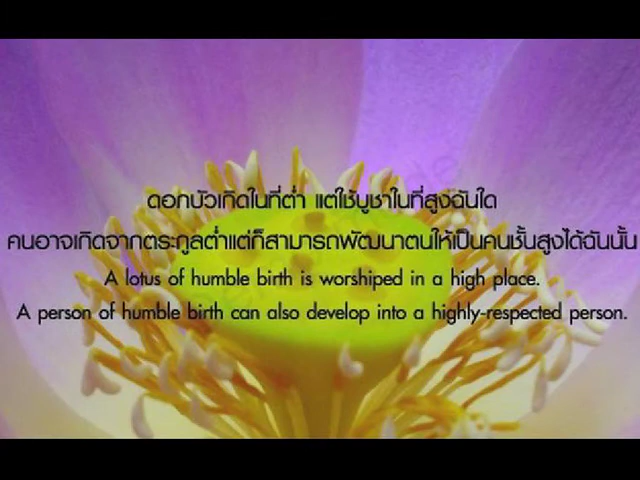 ดอกบัวเกิดในที่ต่ำ แต่ใช้บูชาในที่สูงฉันใด
คนอาจเกิดจากตระกูลต่ำแต่ก็สามารถพัฒนาตนให้เป็นคนชั้นสูงได้ฉันนั้น
A lotus of humble birth is worshiped in a high place.
A person of humble birth can also develop into a highly-respected person.